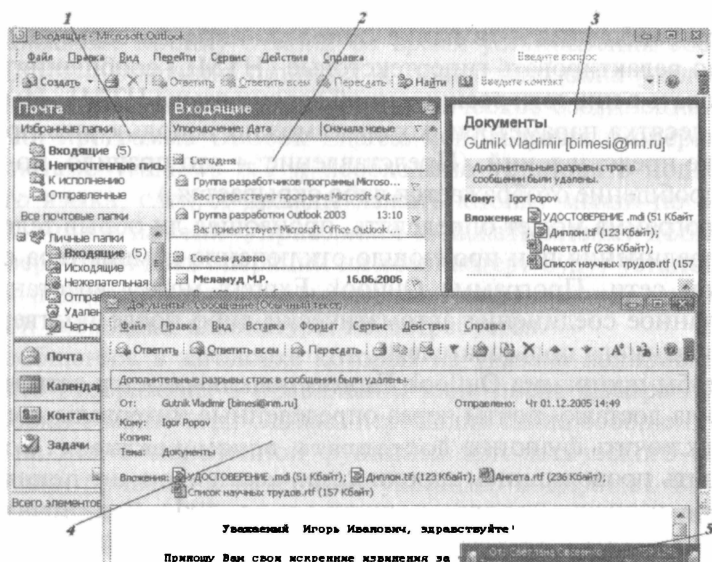 1
2
3
Входящие - Microsoft Outlook
Файл Правка Вид Перейти Сервис Действия Справка
Введите вопрос
Создать Ответить Ответить всем Переслать Найти Введите контакт
Почта
Избранные папки
Входящие (5)
Непрочтенные пись
К исполнению
Отправленные
Все почтовые папки
Личные папки
Входящие (5)
Исходящие
Нежелательная
Отпра
Удален
Чернов
Почта
Календар
Контакты
Задачи
Всего элементов
Входящие
Упорядочение: Дата Сначала новые
Сегодня
Группа разработчиков программы Microso...
Вас приветствует программа Microsoft Out...
Группа разработки Outlook 2003 13:10
Вас приветствует Microsoft Office Outlook ...
Совсем давно
Меламуд М.Р. 16.06.2006
Документы
Gutnik Vladimir [bimesi@nm.ru]
Дополнительные разрывы строк в
сообщении были удалены.
Кому: Igor Popov
Вложения: УДОСТОВЕРЕНИЕ .mdi (51 Кбайт
Диплом.tif (123 Кбайт);
Анкета.rtf (236 Кбайт);
Список научных трудов.rtf (157
Документы - Сообщение (Обычный текст)
Файл Правка Вид Вставка Формат Сервис Действия Справка
Ответить Ответить всем Переслать
Дополнительные разрывы строк в сообщении были удалены.
От: Gutnik Vladimir [bimesi@nm.ru] Отправлено: Чт 01.12.2005 14:49
Кому: Igor Popov
Копия:
Тема: Документы
Вложения: УДОСТОВЕРЕНИЕ .mdi (51 Кбайт); Диплом.tif (123 Кбайт); Анкета.rtf (236 Кбайт);
Список научных трудов.rtf (157 Кбайт)
4
5
Уважаемый Игорь Иванович, здравствуйте!
Приношу Вам свои искренние извинения за
От: Светлана